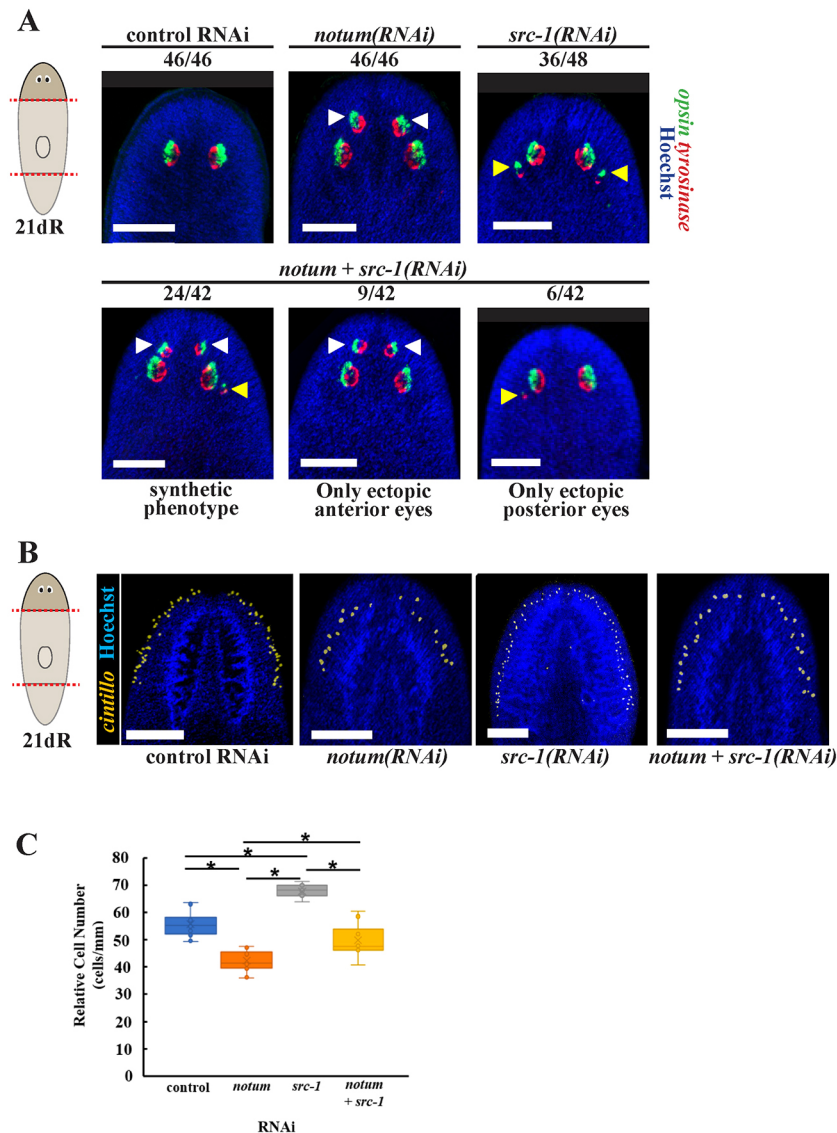 A
control RNAi notum(RNAi) src-1(RNAi)
46/46 46/46 36/48
opsin tyrosinase
Hoechst
21dR
notum + src-1(RNAi)
24/42 9/42 6/42
synthetic phenotype
Only ectopic anterior eyes
Only ectopic posterior eyes
B
cintillo Hoechst
21dR
control RNAi notum(RNAi) src-1(RNAi) notum + src-1(RNAi)
C
* * * * *
Relative Cell Number
(cells/mm)
80
70
60
50
40
30
20
10
0
control notum src-1 notum + src-1
RNAi